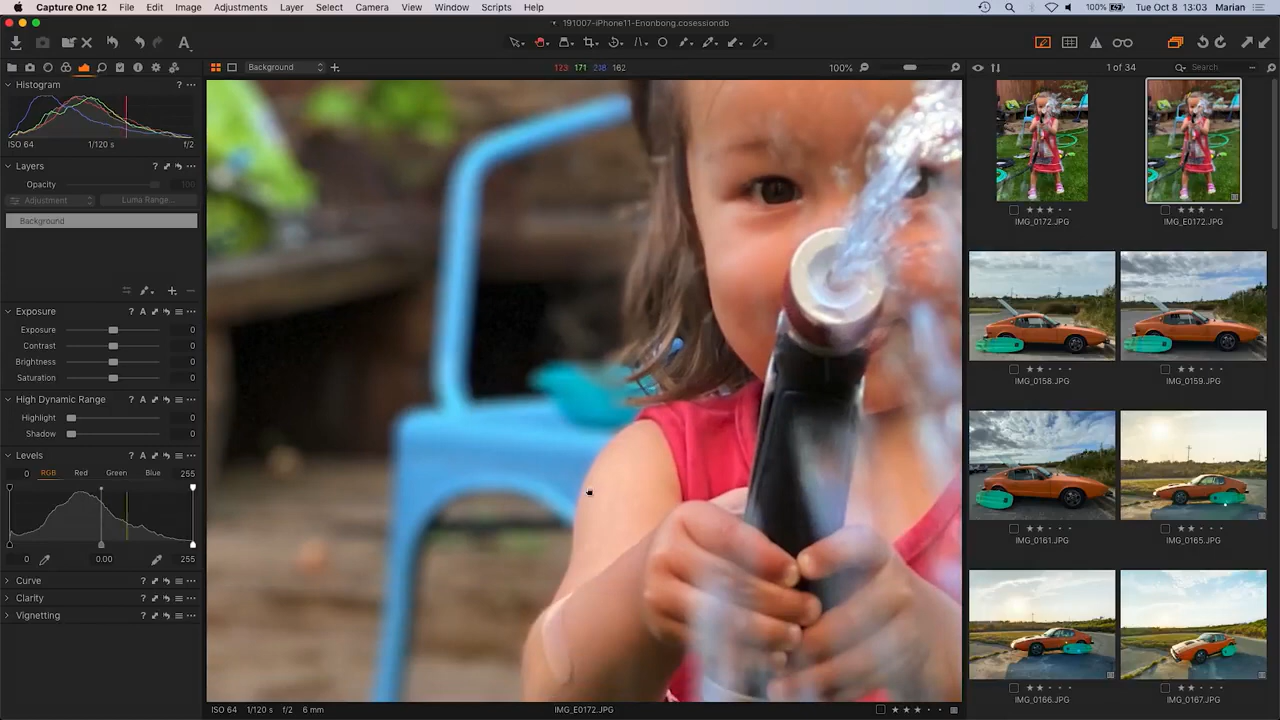 Capture One 12 File Edit Image Adjustments Layer Select Camera View Window Scripts Help 100% Tue Oct 8 13:03 Marian
191007-iPhone11-Enonbong.cosessiondb
A
Background 123 171 238 162 100% 1 of 34 Search
Histogram ?
ISO 64 1/120 s f/2
Layers ?
Opacity 100
Adjustment Luma Range...
Background
Exposure ? A
Exposure 0
Contrast 0
Brightness 0
Saturation 0
High Dynamic Range ? A
Highlight 0
Shadow 0
Levels ? A
0 RGB Red Green Blue 255
0 0.00 255
Curve ? A
Clarity ? A
Vignetting ? A
ISO 64 1/120 s f/2 6 mm IMG_E0172.JPG
IMG_0172.JPG IMG_E0172.JPG
IMG_0158.JPG IMG_0159.JPG
IMG_0161.JPG IMG_0165.JPG
IMG_0166.JPG IMG_0167.JPG